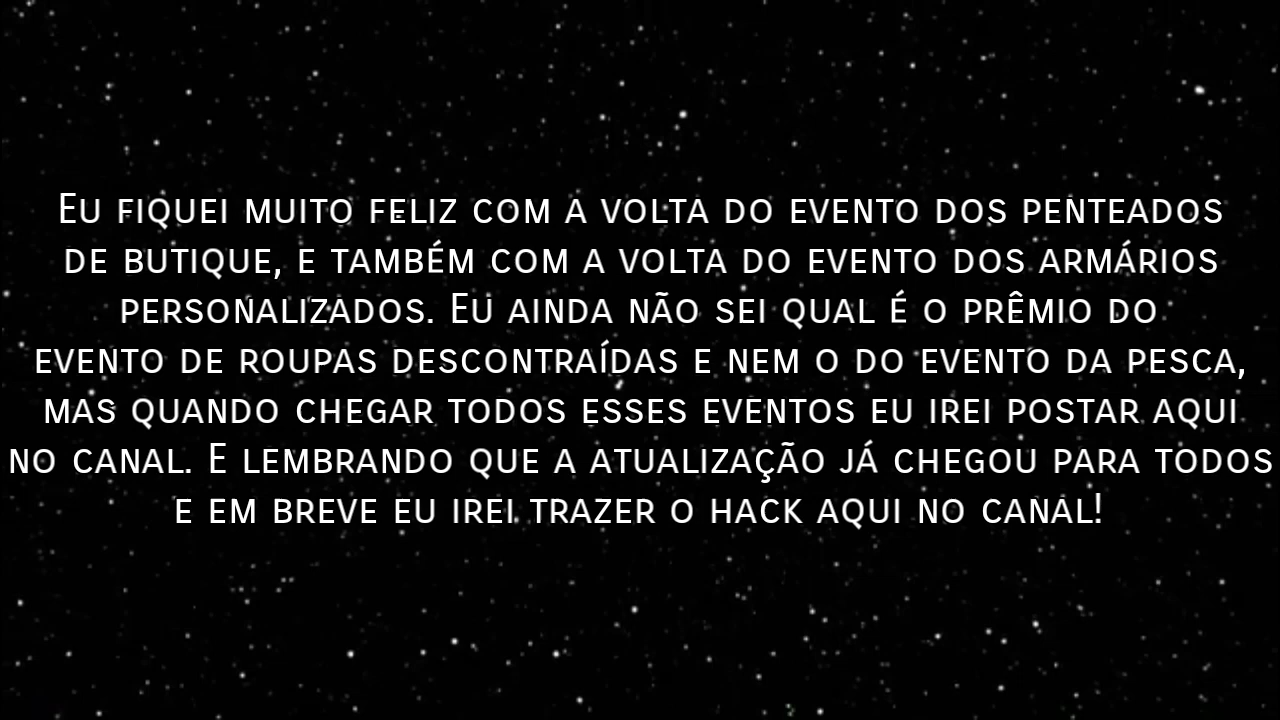 Eu fiquei muito feliz com a volta do evento dos penteados
de butique, e também com a volta do evento dos armários
personalizados. Eu ainda não sei qual é o prêmio do
evento de roupas descontraídas e nem o do evento da pesca,
mas quando chegar todos esses eventos eu irei postar aqui
no canal. E lembrando que a atualização já chegou para todos
e em breve eu irei trazer o hack aqui no canal!